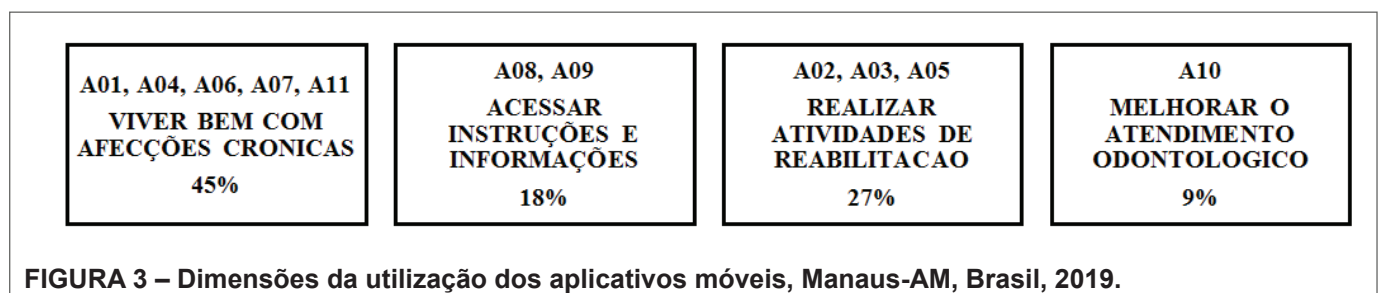 A01, A04, A06, A07, A11
VIVER BEM COM
AFECÇÕES CRONICAS
45%
A08, A09
ACESSAR
INSTRUÇÕES E
INFORMAÇÕES
18%
A02, A03, A05
REALIZAR
ATIVIDADES DE
REABILITACAO
27%
A10
MELHORAR O
ATENDIMENTO
ODONTOLOGICO
9%
FIGURA 3 – Dimensões da utilização dos aplicativos móveis, Manaus-AM, Brasil, 2019.